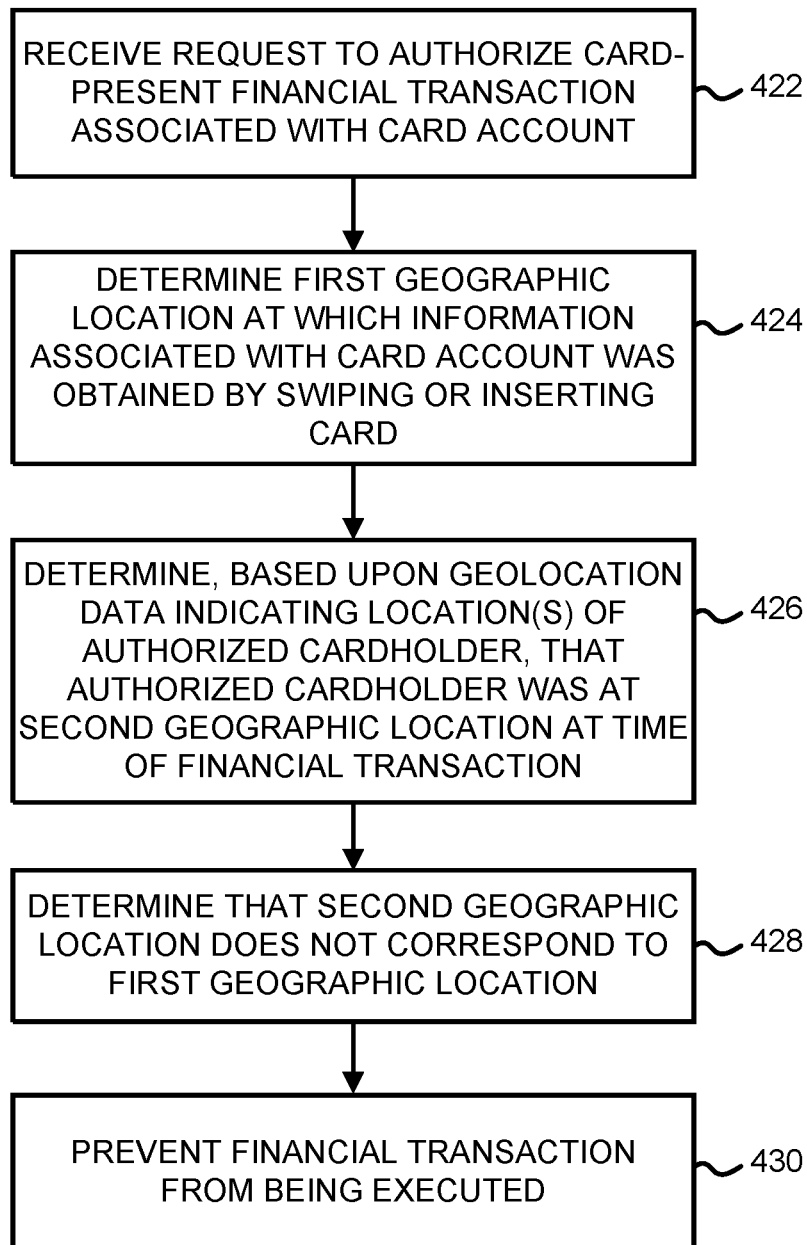 RECEIVE REQUEST TO AUTHORIZE CARD-
PRESENT FINANCIAL TRANSACTION
ASSOCIATED WITH CARD ACCOUNT
422
DETERMINE FIRST GEOGRAPHIC
LOCATION AT WHICH INFORMATION
ASSOCIATED WITH CARD ACCOUNT WAS
OBTAINED BY SWIPING OR INSERTING
CARD
424
DETERMINE, BASED UPON GEOLOCATION
DATA INDICATING LOCATION(S) OF
AUTHORIZED CARDHOLDER, THAT
AUTHORIZED CARDHOLDER WAS AT
SECOND GEOGRAPHIC LOCATION AT TIME
OF FINANCIAL TRANSACTION
426
DETERMINE THAT SECOND GEOGRAPHIC
LOCATION DOES NOT CORRESPOND TO
FIRST GEOGRAPHIC LOCATION
428
PREVENT FINANCIAL TRANSACTION
FROM BEING EXECUTED
430